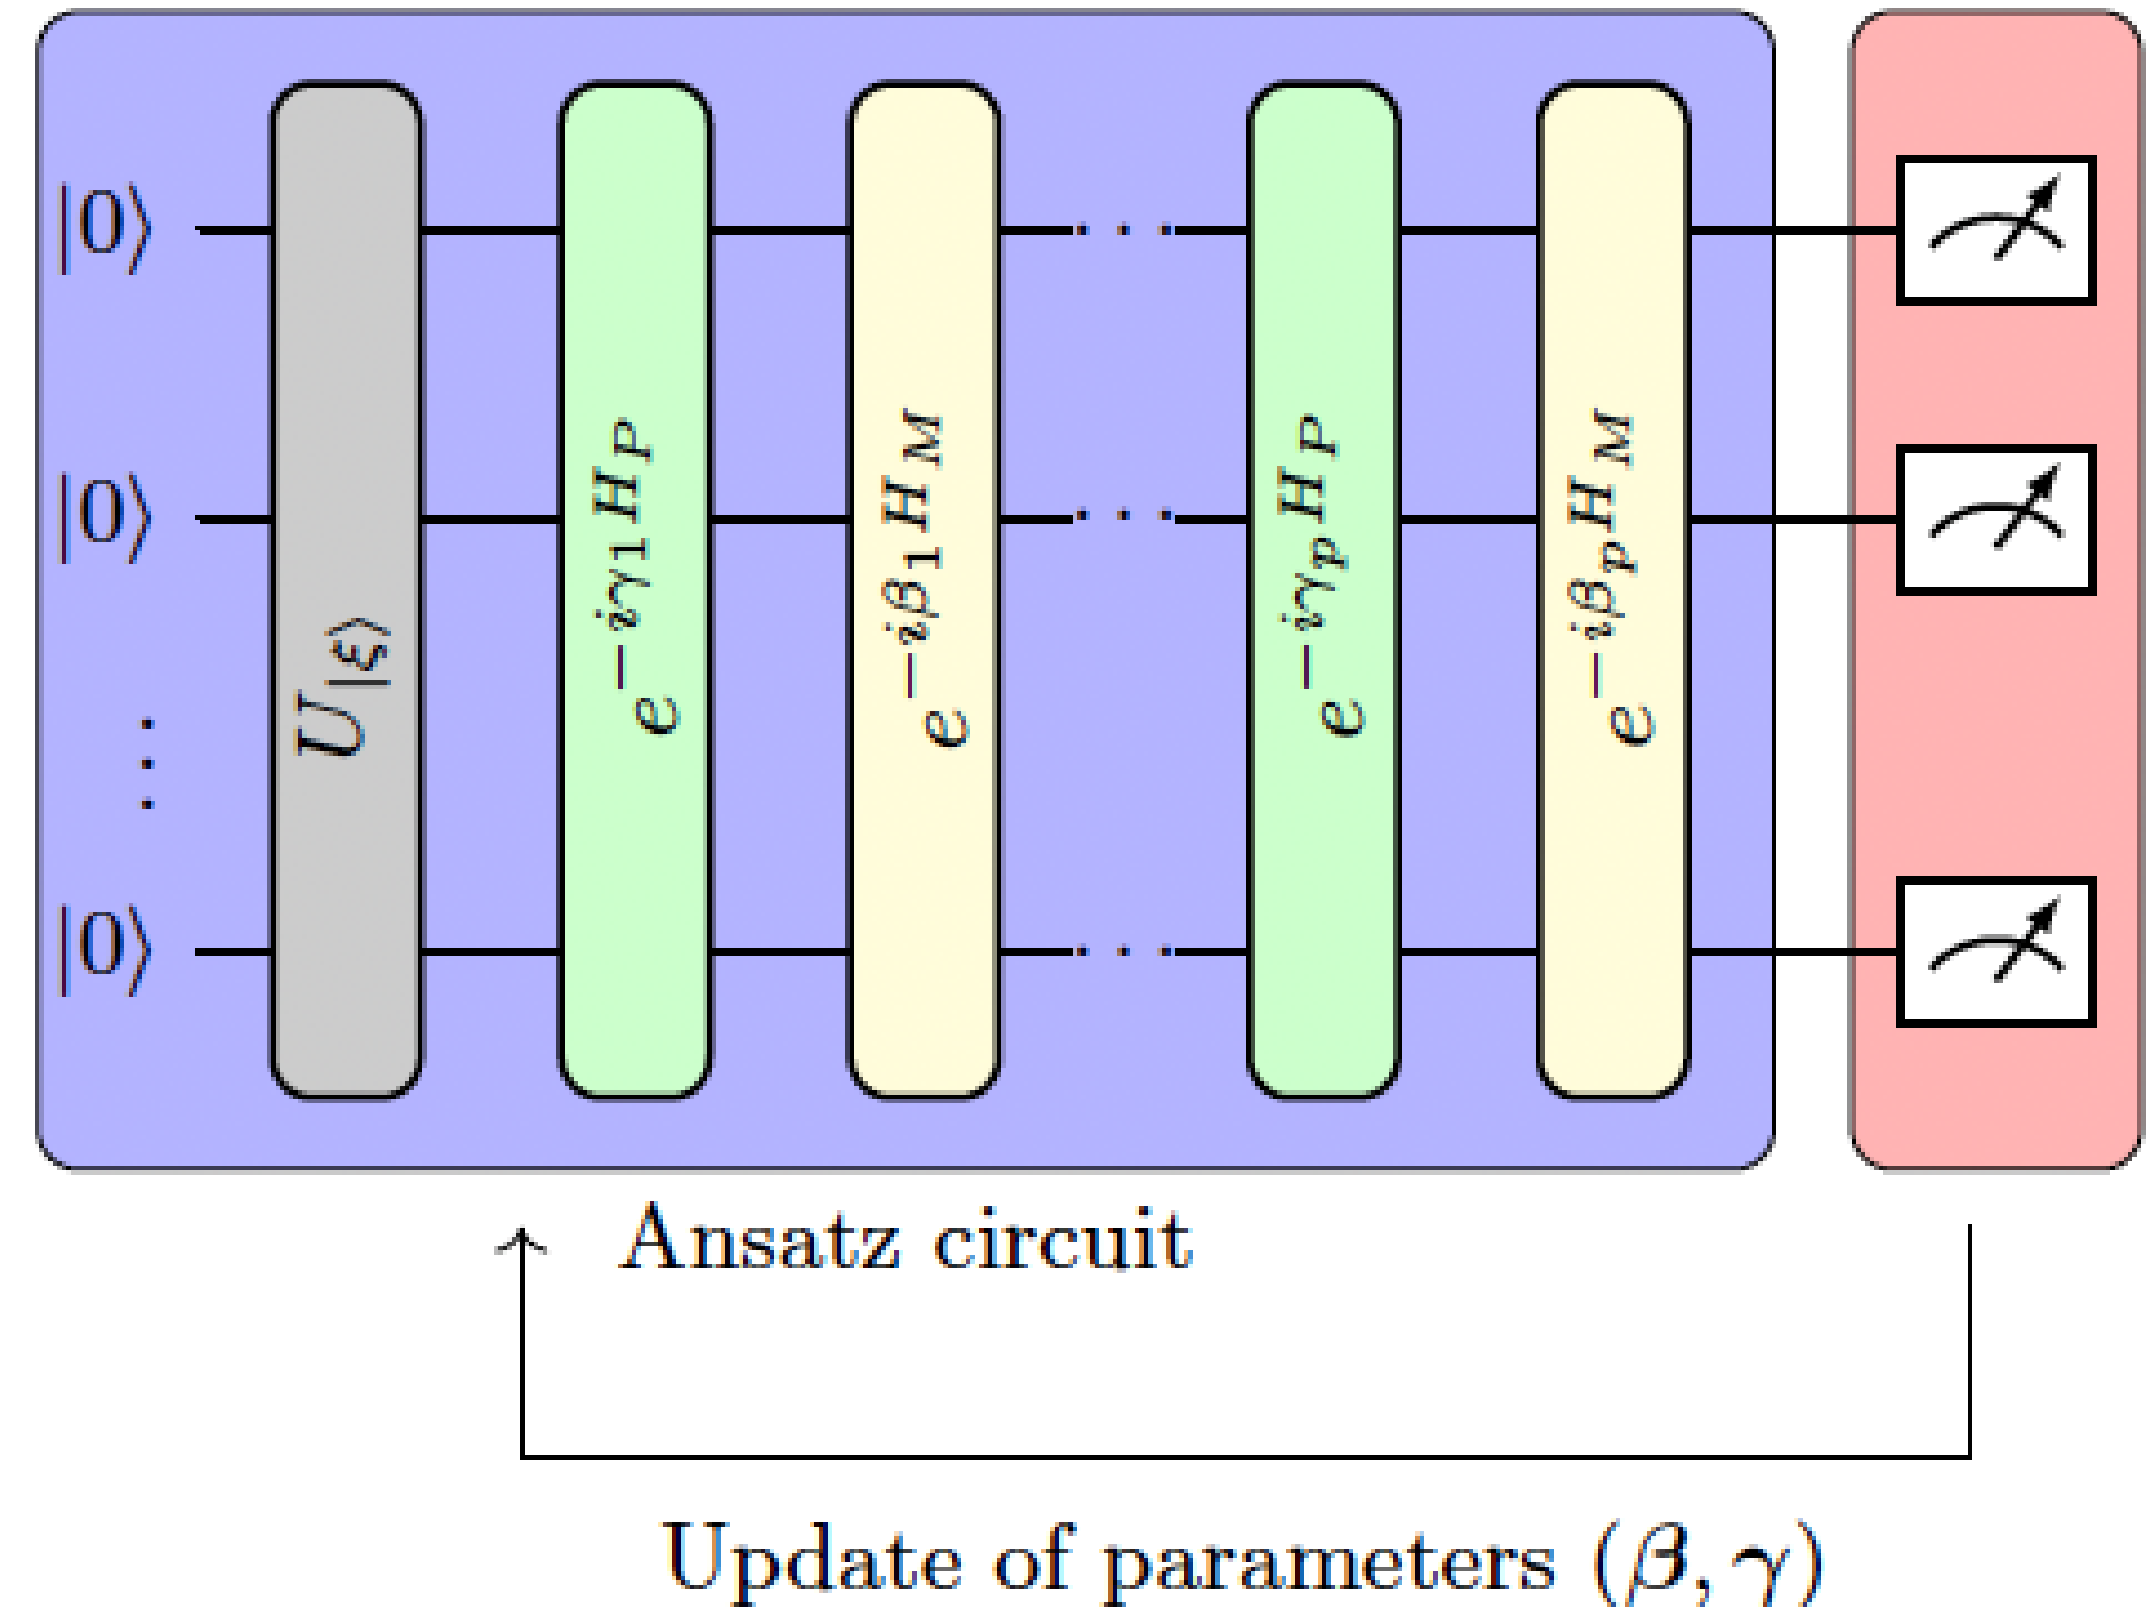 |0⟩
|0⟩
⋮
|0⟩
U_{|ξ⟩}
e^{-iγ_1 H_P}
e^{-iβ_1 H_M}
· · ·
· · ·
· · ·
e^{-iγ_p H_P}
e^{-iβ_p H_M}
Ansatz circuit
Update of parameters (β, γ)